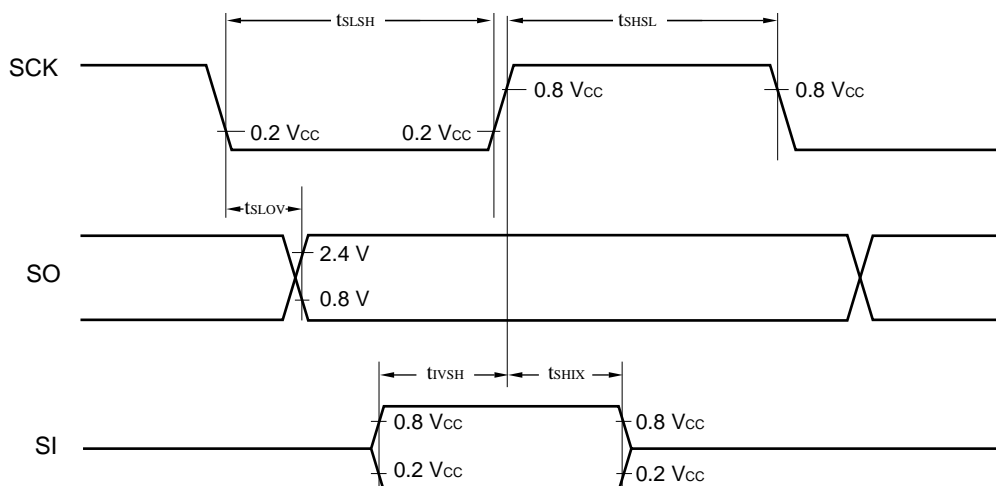 tSLSH tSHSL
SCK
0.8 VCC 0.8 VCC
0.2 VCC 0.2 VCC
tSLOV
2.4 V
SO
0.8 V
tIVSH tSHIX
0.8 VCC 0.8 VCC
SI
0.2 VCC 0.2 VCC